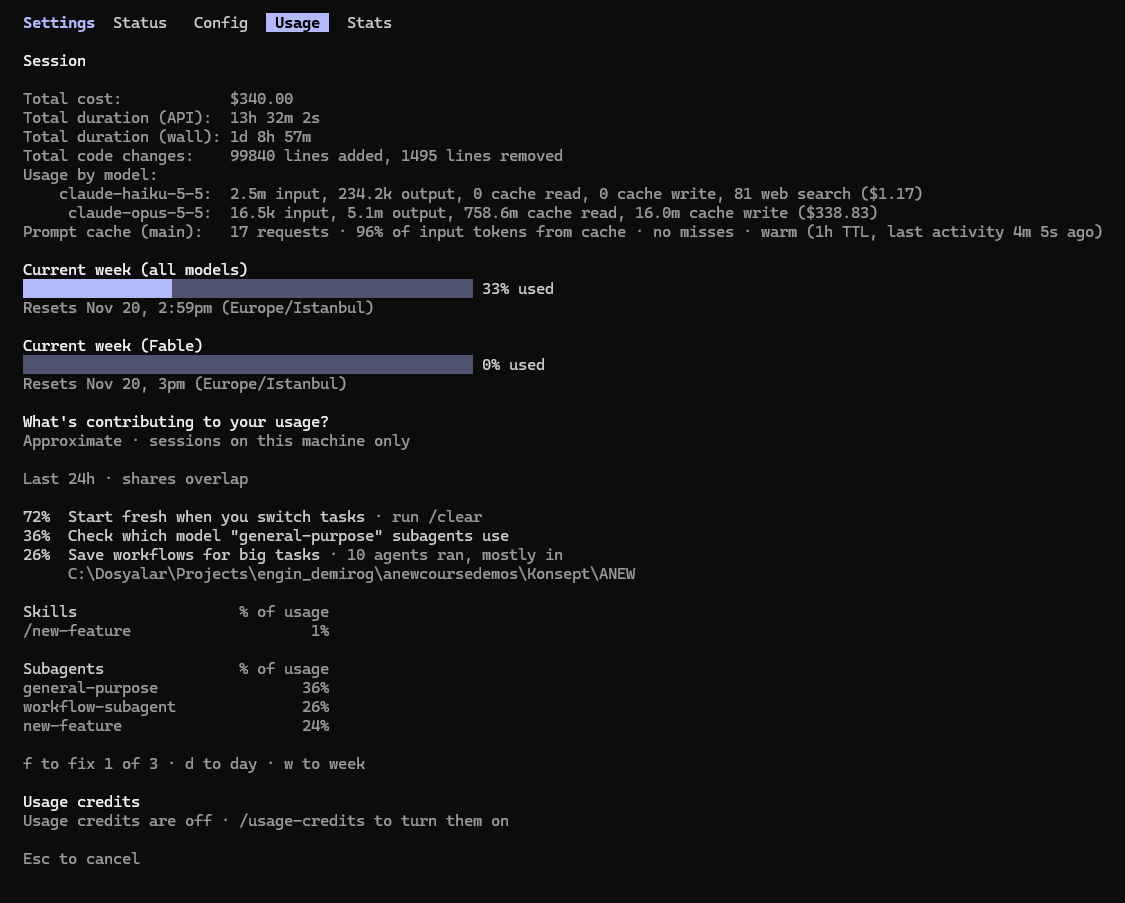 Settings  Status   Config   Usage   Stats
Session
Total cost:            $340.00
Total duration (API):  13h 32m 2s
Total duration (wall): 1d 8h 57m
Total code changes:    99840 lines added, 1495 lines removed
Usage by model:
    claude-haiku-5-5:  2.5m input, 234.2k output, 0 cache read, 0 cache write, 81 web search ($1.17)
     claude-opus-5-5:  16.5k input, 5.1m output, 758.6m cache read, 16.0m cache write ($338.83)
Prompt cache (main):   17 requests · 96% of input tokens from cache · no misses · warm (1h TTL, last activity 4m 5s ago)
Current week (all models)
33% used
Resets Nov 20, 2:59pm (Europe/Istanbul)
Current week (Fable)
0% used
Resets Nov 20, 3pm (Europe/Istanbul)
What's contributing to your usage?
Approximate · sessions on this machine only
Last 24h · shares overlap
72%  Start fresh when you switch tasks · run /clear
36%  Check which model "general-purpose" subagents use
26%  Save workflows for big tasks · 10 agents ran, mostly in
     C:\Dosyalar\Projects\engin_demirog\anewcoursedemos\Konsept\ANEW
Skills                  % of usage
/new-feature                    1%
Subagents               % of usage
general-purpose                36%
workflow-subagent              26%
new-feature                    24%
f to fix 1 of 3 · d to day · w to week
Usage credits
Usage credits are off · /usage-credits to turn them on
Esc to cancel